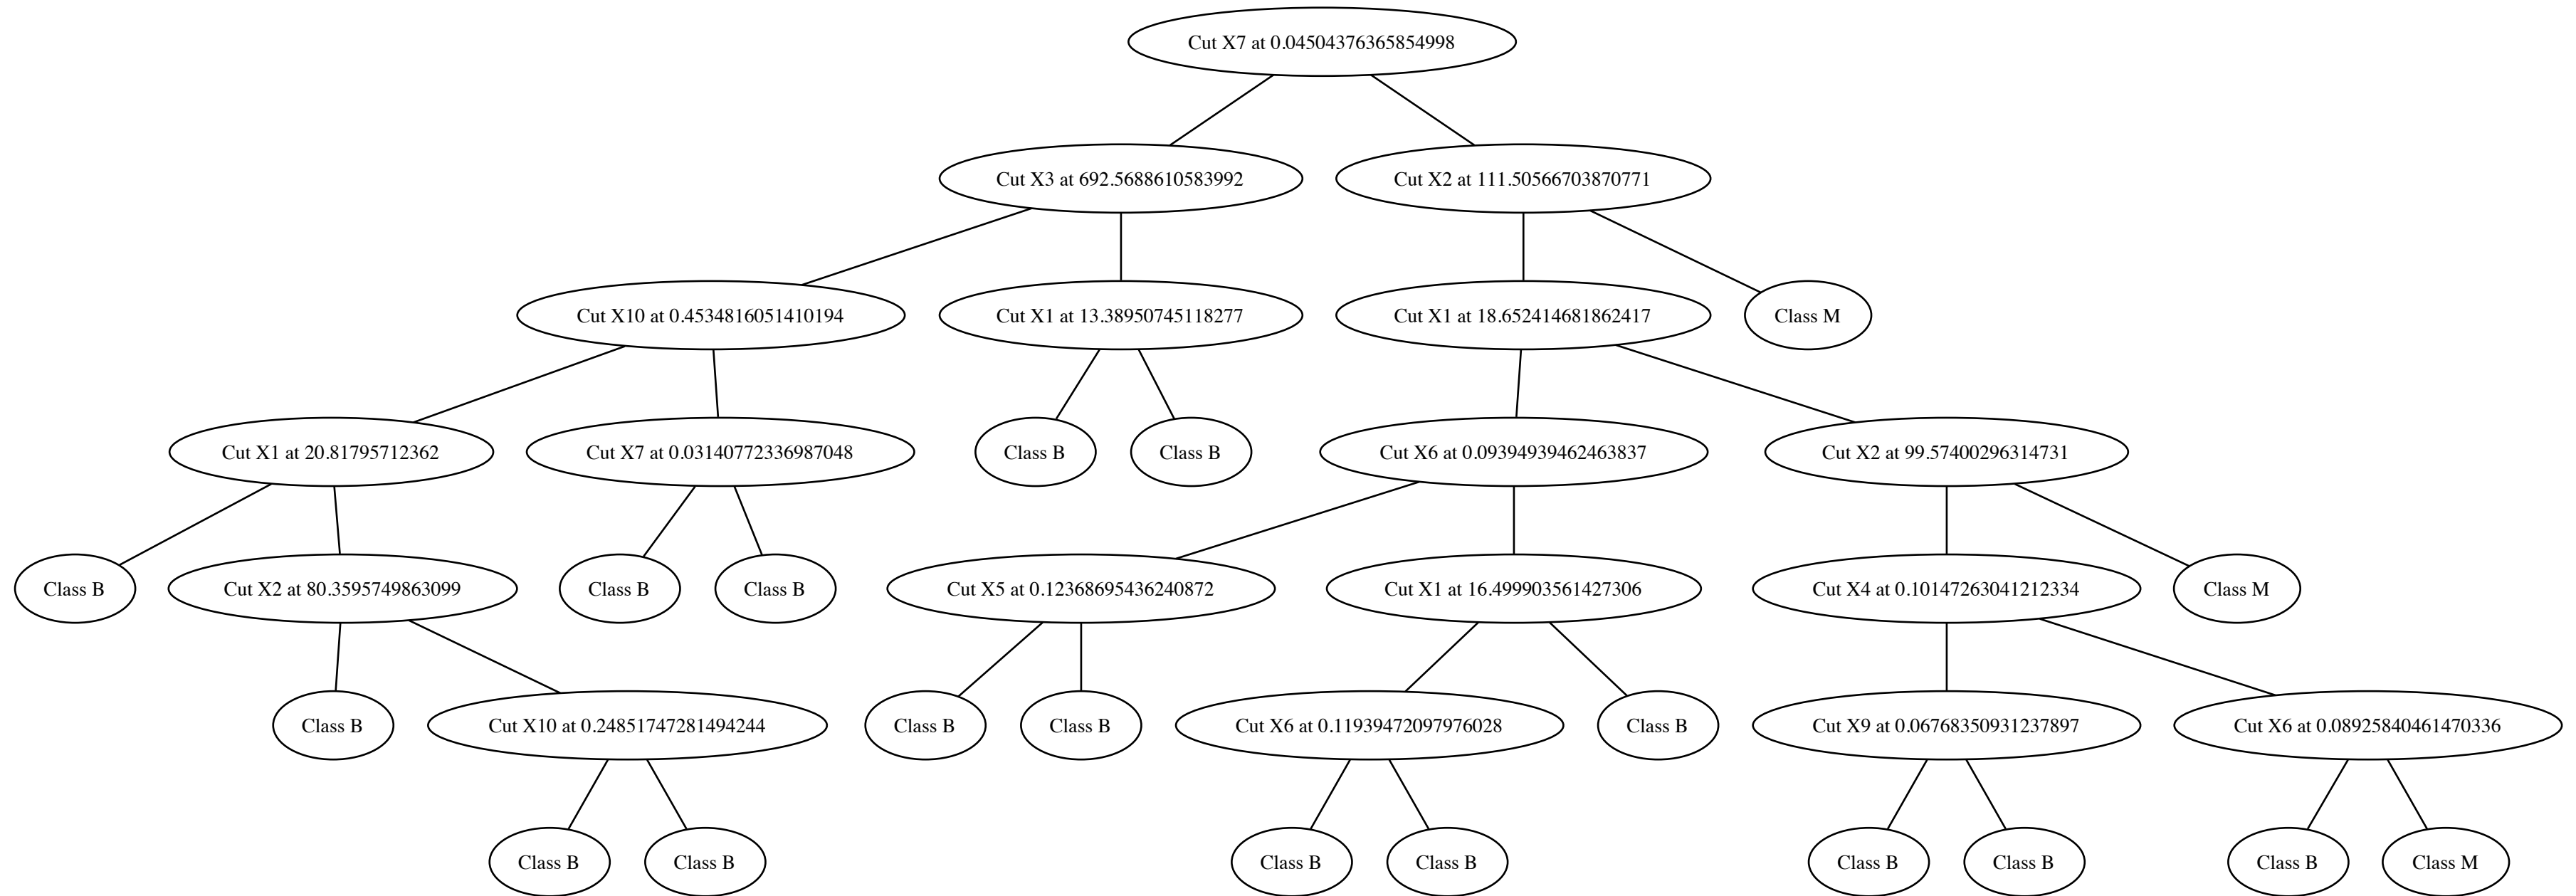 Cut X7 at 0.04504376365854998
Cut X3 at 692.5688610583992
Cut X2 at 111.50566703870771
Cut X10 at 0.4534816051410194
Cut X1 at 13.38950745118277
Cut X1 at 18.652414681862417
Class M
Cut X1 at 20.81795712362
Cut X7 at 0.03140772336987048
Class B
Class B
Cut X6 at 0.09394939462463837
Cut X2 at 99.57400296314731
Class B
Cut X2 at 80.3595749863099
Class B
Class B
Cut X5 at 0.12368695436240872
Cut X1 at 16.499903561427306
Cut X4 at 0.10147263041212334
Class M
Class B
Cut X10 at 0.24851747281494244
Class B
Class B
Cut X6 at 0.11939472097976028
Class B
Cut X9 at 0.06768350931237897
Cut X6 at 0.08925840461470336
Class B
Class B
Class B
Class B
Class B
Class B
Class B
Class M